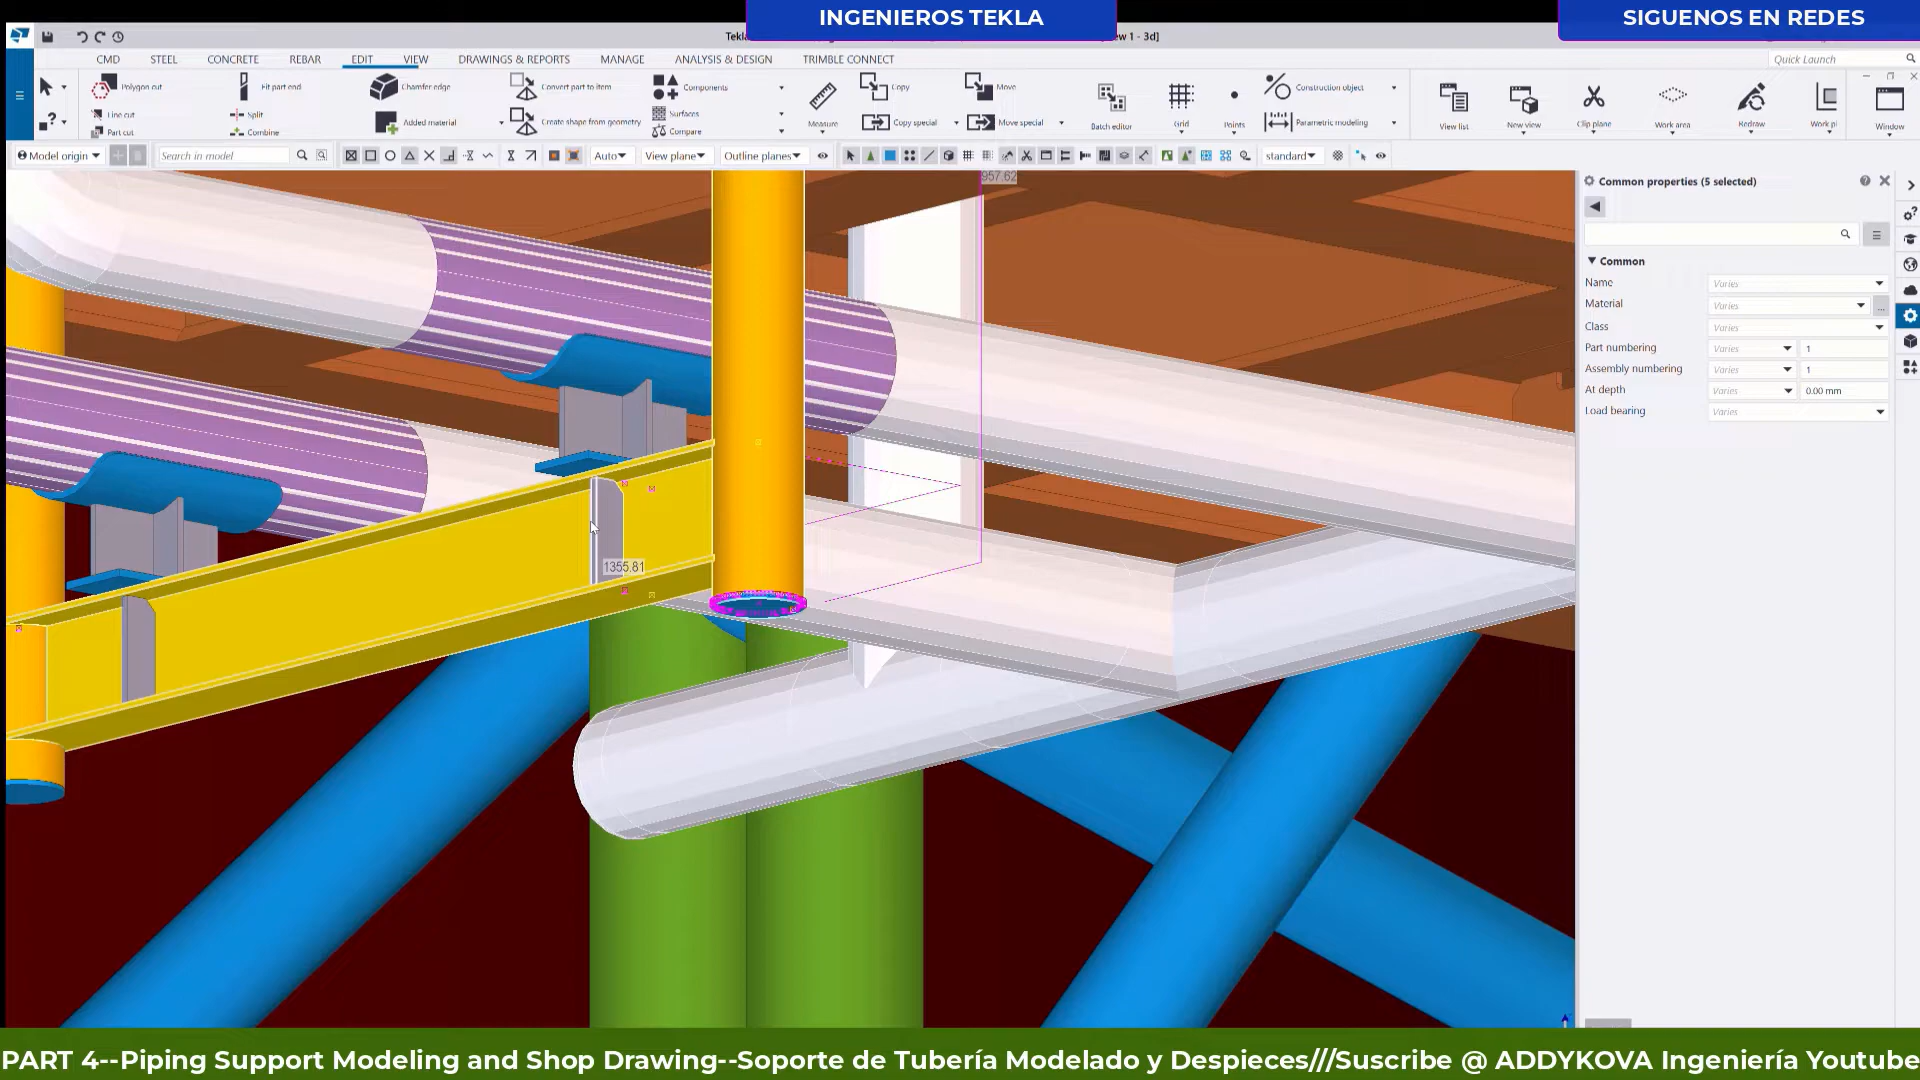 INGENIEROS TEKLA
SIGUENOS EN REDES
Tekla
ew 1 - 3d]
CMD STEEL CONCRETE REBAR EDIT VIEW DRAWINGS & REPORTS MANAGE ANALYSIS & DESIGN TRIMBLE CONNECT
Quick Launch
Polygon cut
Line cut
Part cut
Fit part end
Split
Combine
Chamfer edge
Added material
Convert part to item
Create shape from geometry
Components
Surfaces
Compare
Measure
Copy
Copy special
Move
Move special
Batch editor
Grid
Points
Construction object
Parametric modeling
View list
New view
Clip plane
Work area
Redraw
Work pl
Window
Model origin
Search in model
Auto
View plane
Outline planes
standard
957.62
1355.81
Common properties (5 selected)
Common
Name Varies
Material Varies ...
Class Varies
Part numbering Varies 1
Assembly numbering Varies 1
At depth Varies 0.00 mm
Load bearing Varies
PART 4--Piping Support Modeling and Shop Drawing--Soporte de Tubería Modelado y Despieces///Suscribe @ ADDYKOVA Ingeniería Youtube